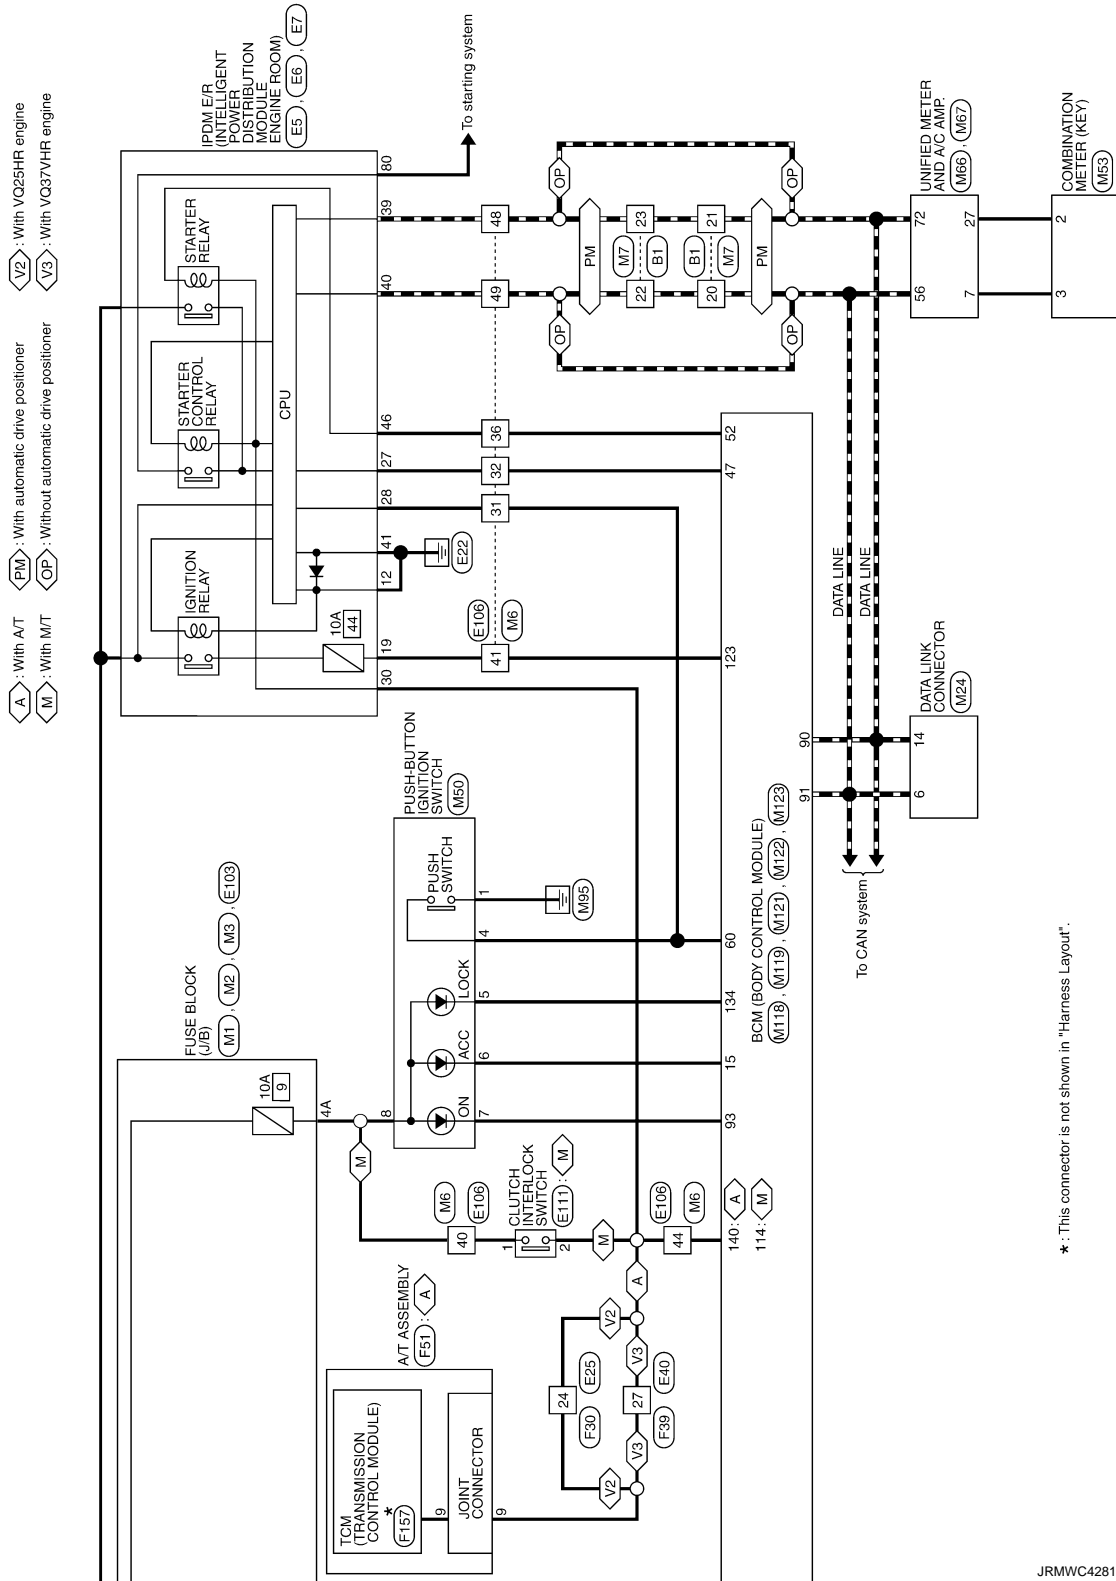 A : With A/T
M : With M/T
PM : With automatic drive positioner
OP : Without automatic drive positioner
V2 : With VQ25HR engine
V3 : With VQ37VHR engine
FUSE BLOCK
(J/B)
M1 , M2 , M3 , E103
10A
9
4A
IPDM E/R
(INTELLIGENT
POWER
DISTRIBUTION
MODULE
ENGINE ROOM)
E5 , E6 , E7
IGNITION
RELAY
STARTER
CONTROL
RELAY
STARTER
RELAY
CPU
10A
44
30
19
12
41
28
27
46
40
39
80
To starting system
E22
E106
M6
41
31
32
36
49
48
PUSH-BUTTON
IGNITION
SWITCH
M50
PUSH
SWITCH
ON
ACC
LOCK
8
7
6
5
4
1
M95
M
M6
E106
40
CLUTCH
INTERLOCK
SWITCH
E111 : M
1
2
M
E106
M6
44
A/T ASSEMBLY
F51 : A
TCM
(TRANSMISSION
CONTROL MODULE)
*
F157
9
JOINT
CONNECTOR
9
V2
V2
24
F30
E25
V3
V3
27
F39
E40
A
OP
OP
OP
OP
PM
PM
M7
B1
22
23
B1
M7
20
21
140 : A
114 : M
93
15
134
60
123
47
52
BCM (BODY CONTROL MODULE)
M118 , M119 , M121 , M122 , M123
91
90
DATA LINE
DATA LINE
To CAN system
DATA LINK
CONNECTOR
M24
6
14
56
72
UNIFIED METER
AND A/C AMP.
M66 , M67
7
27
3
2
COMBINATION
METER (KEY)
M53
* : This connector is not shown in "Harness Layout".
JRMWC4281